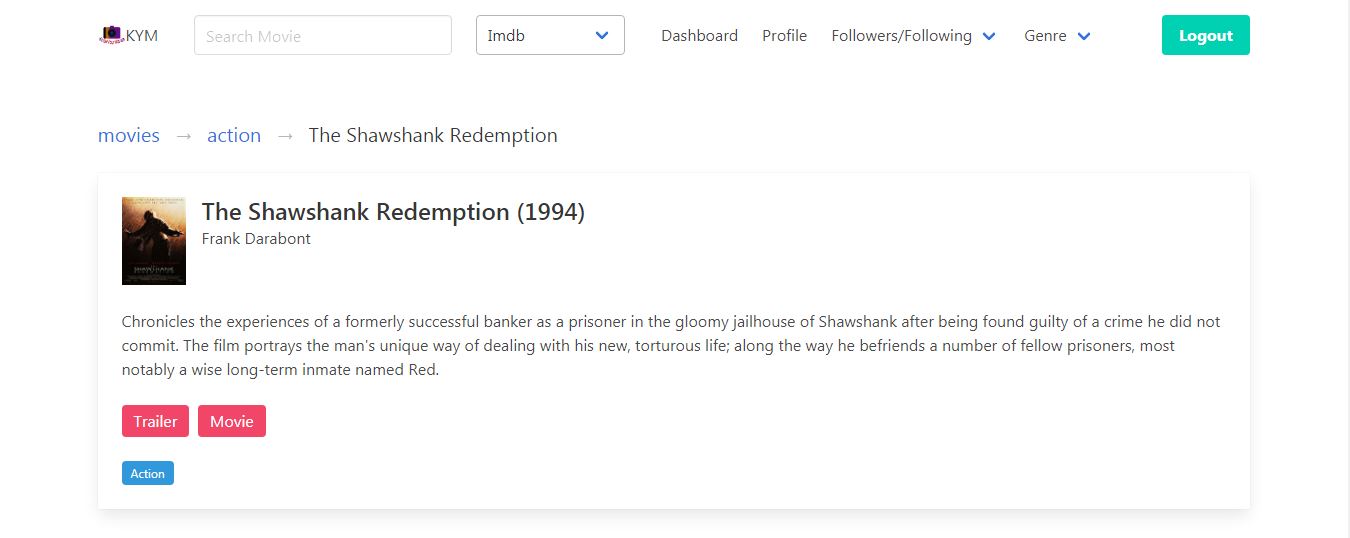 KYM Search Movie Imdb Dashboard Profile Followers/Following Genre Logout
movies → action → The Shawshank Redemption
The Shawshank Redemption (1994)
Frank Darabont
Chronicles the experiences of a formerly successful banker as a prisoner in the gloomy jailhouse of Shawshank after being found guilty of a crime he did not
commit. The film portrays the man's unique way of dealing with his new, torturous life; along the way he befriends a number of fellow prisoners, most
notably a wise long-term inmate named Red.
Trailer Movie
Action